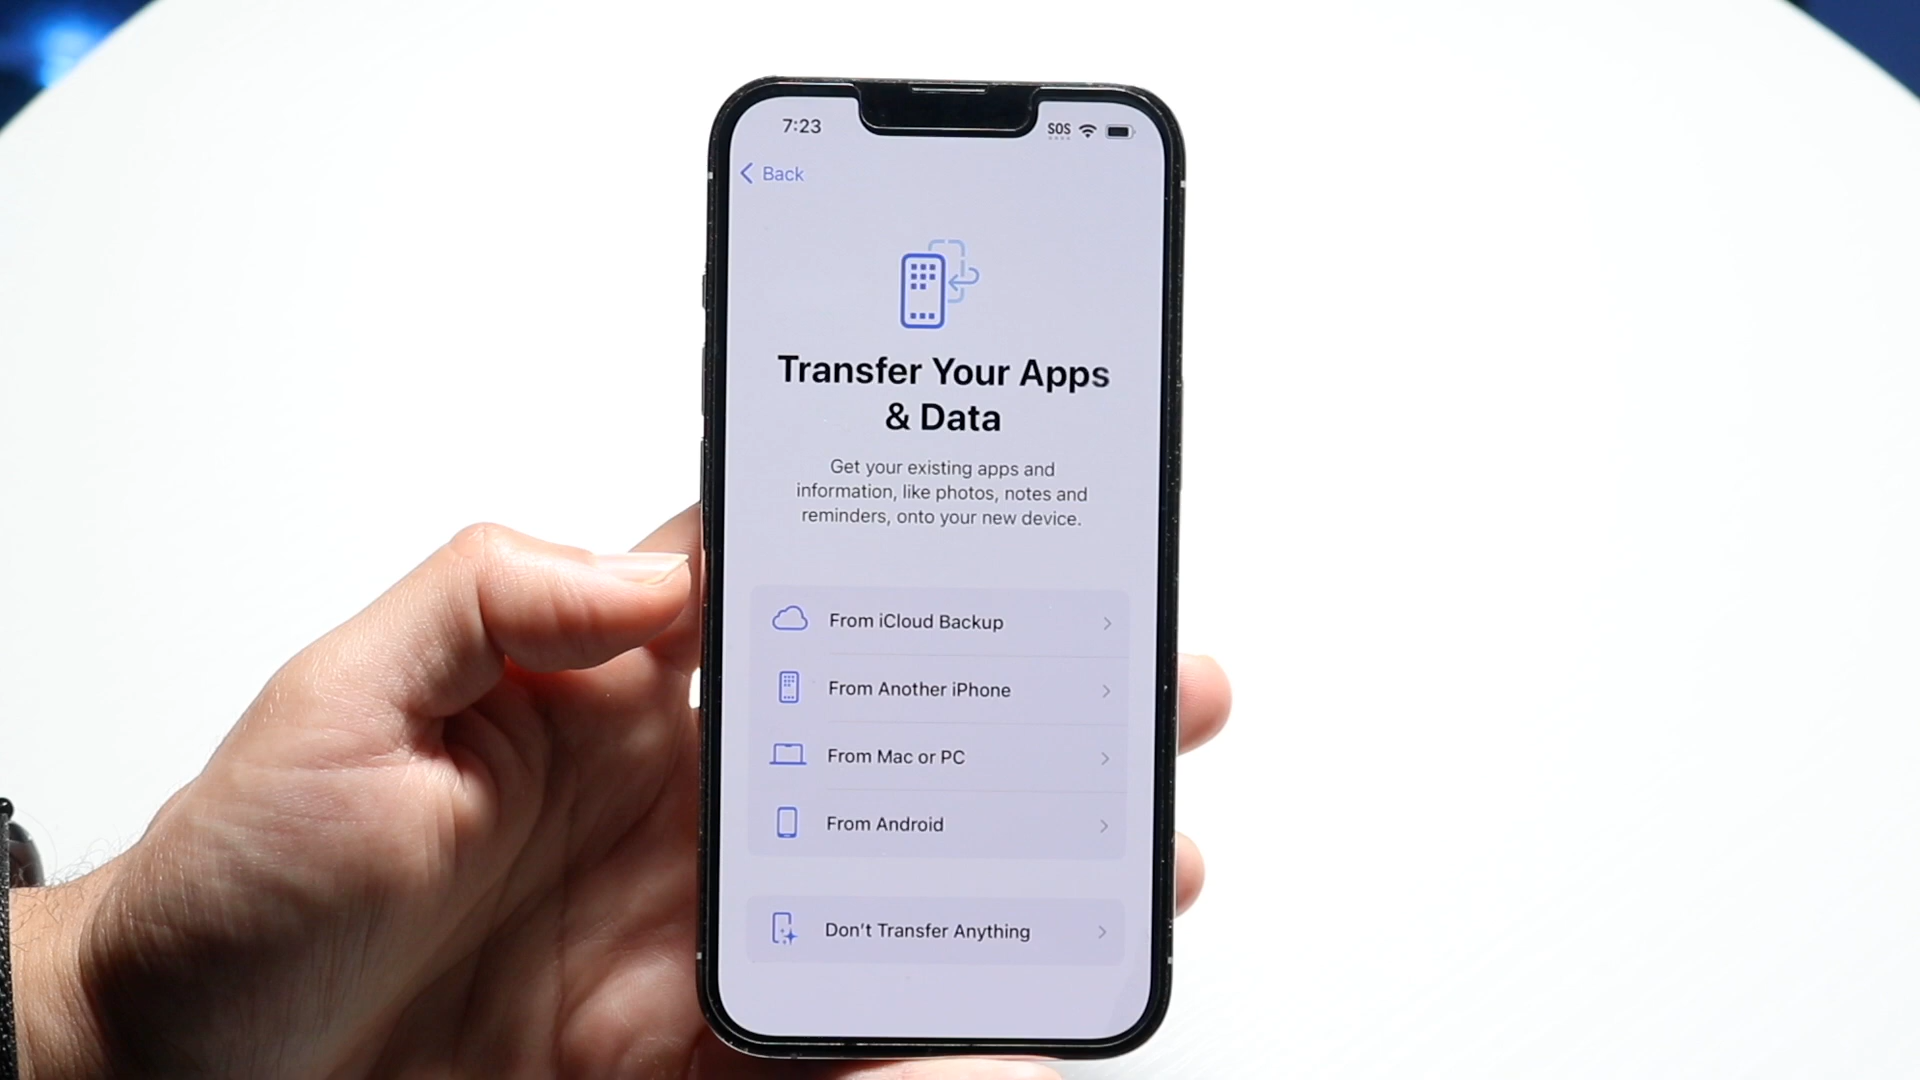 7:23
SOS
Back
Transfer Your Apps
& Data
Get your existing apps and
information, like photos, notes and
reminders, onto your new device.
From iCloud Backup
From Another iPhone
From Mac or PC
From Android
Don't Transfer Anything